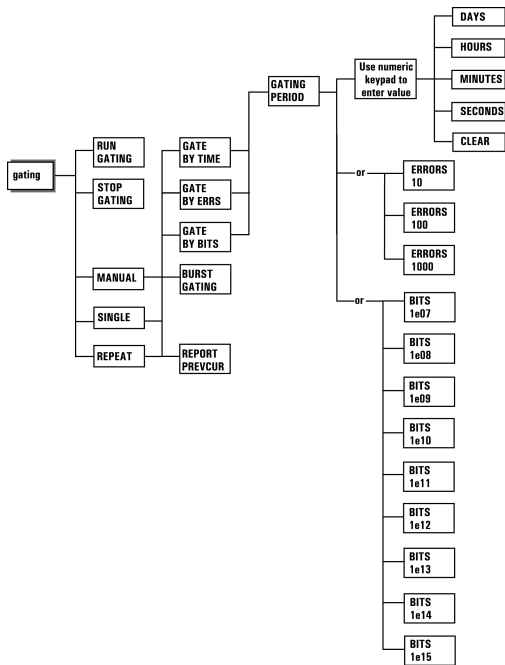 gating
RUN
GATING
STOP
GATING
MANUAL
SINGLE
REPEAT
GATE
BY TIME
GATE
BY ERRS
GATE
BY BITS
BURST
GATING
REPORT
PREVCUR
GATING
PERIOD
Use numeric
keypad to
enter value
DAYS
HOURS
MINUTES
SECONDS
CLEAR
or
ERRORS
10
ERRORS
100
ERRORS
1000
or
BITS
1e07
BITS
1e08
BITS
1e09
BITS
1e10
BITS
1e11
BITS
1e12
BITS
1e13
BITS
1e14
BITS
1e15